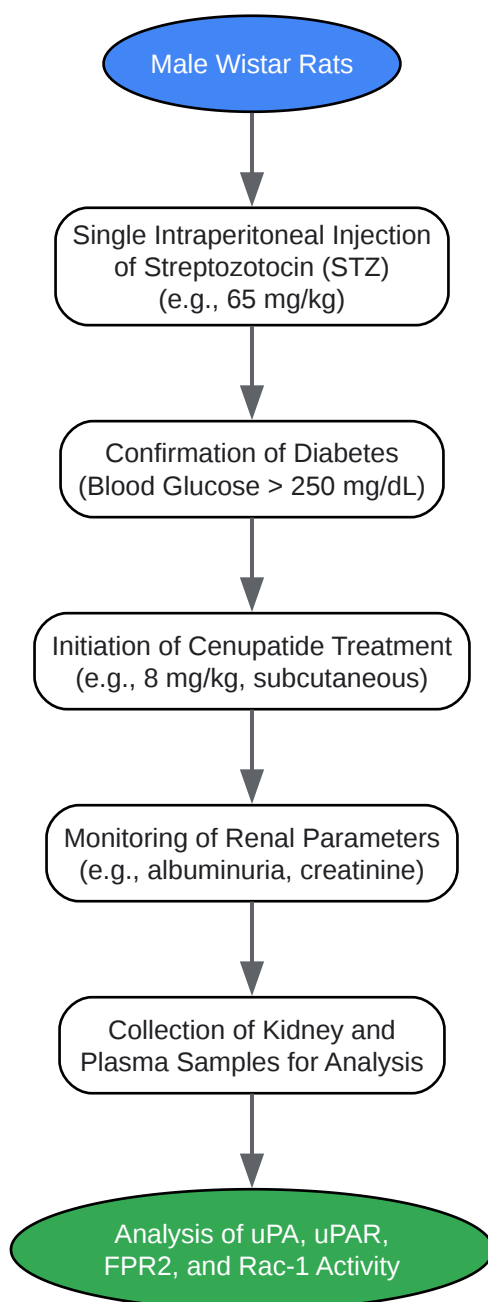 Male Wistar Rats
Single Intraperitoneal Injection
of Streptozotocin (STZ)
(e.g., 65 mg/kg)
Confirmation of Diabetes
(Blood Glucose > 250 mg/dL)
Initiation of Cenupatide Treatment
(e.g., 8 mg/kg, subcutaneous)
Monitoring of Renal Parameters
(e.g., albuminuria, creatinine)
Collection of Kidney and
Plasma Samples for Analysis
Analysis of uPA, uPAR,
FPR2, and Rac-1 Activity